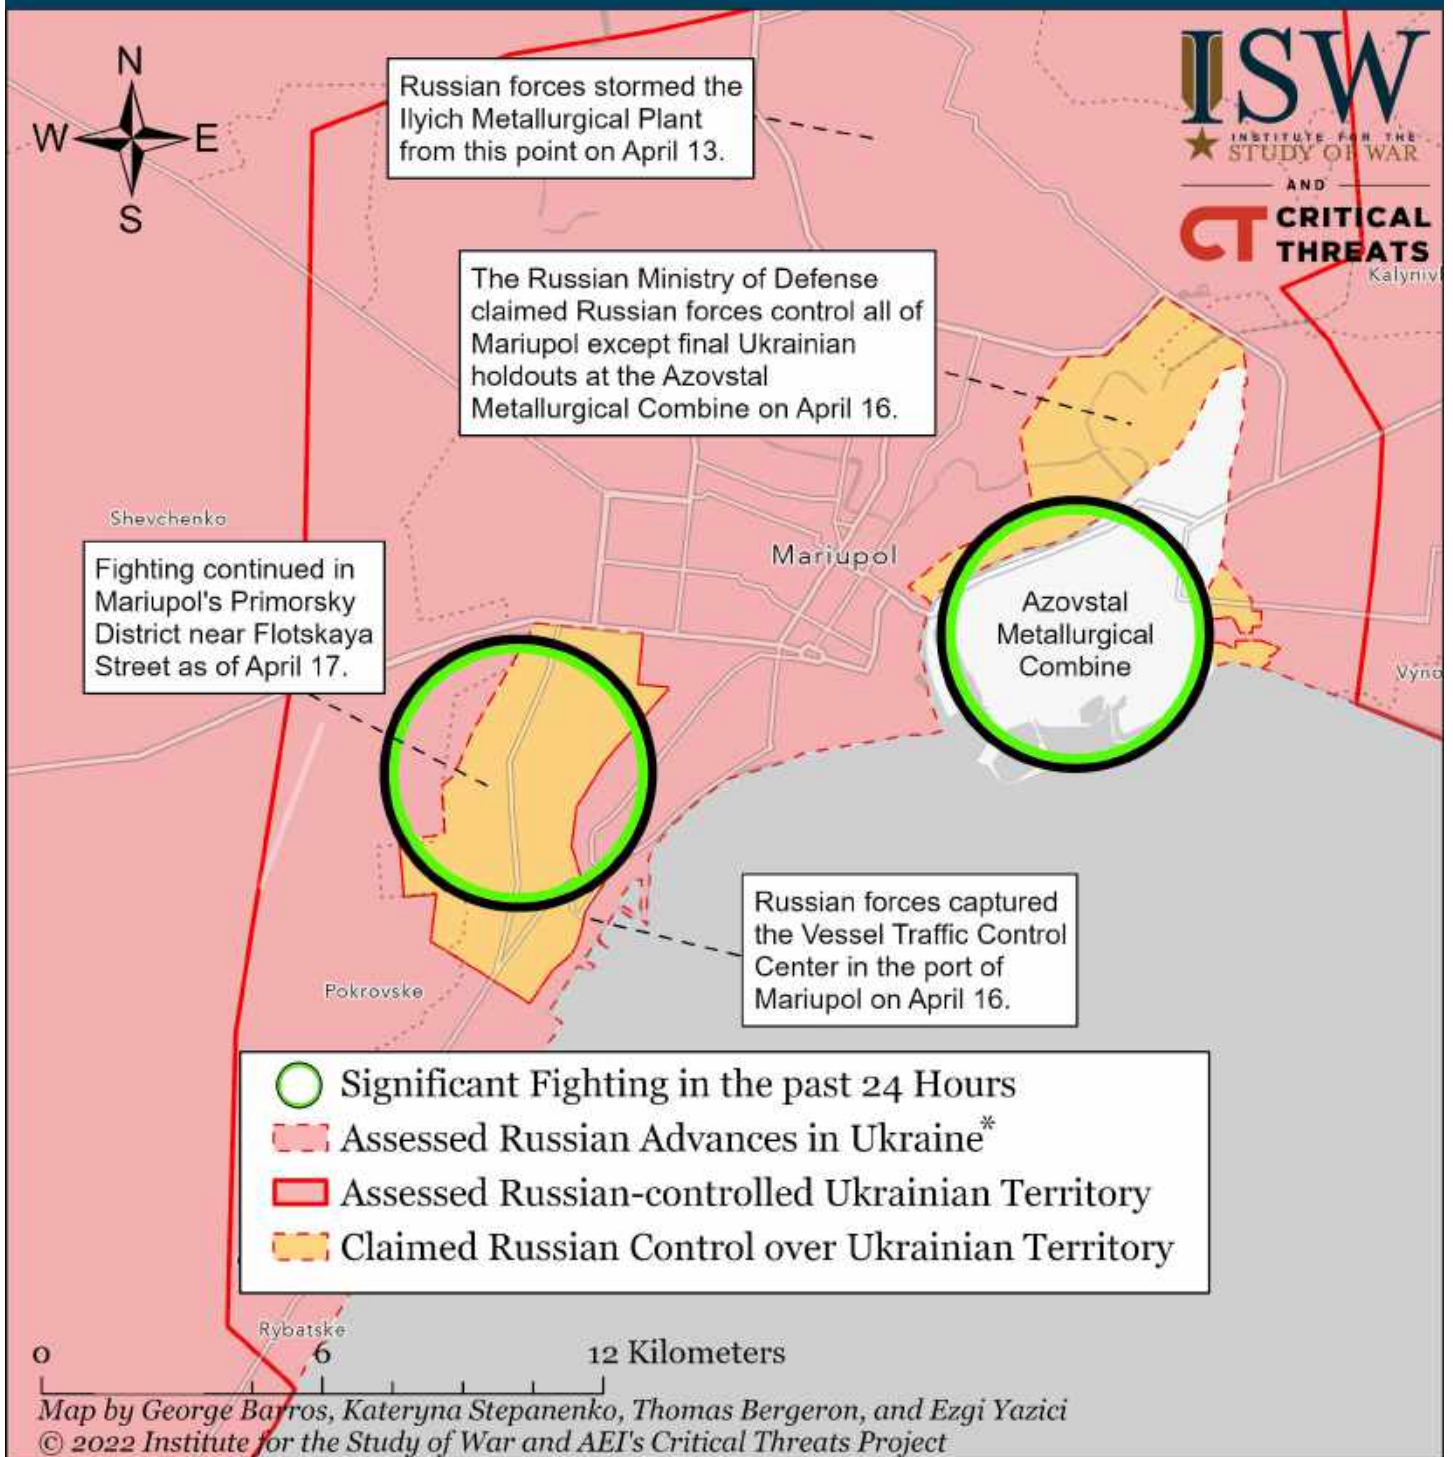 N
W
E
S
Russian forces stormed the
Ilyich Metallurgical Plant
from this point on April 13.
ISW
INSTITUTE FOR THE
STUDY OF WAR
AND
CT CRITICAL
THREATS
The Russian Ministry of Defense
claimed Russian forces control all of
Mariupol except final Ukrainian
holdouts at the Azovstal
Metallurgical Combine on April 16.
Shevchenko
Mariupol
Fighting continued in
Mariupol's Primorsky
District near Flotskaya
Street as of April 17.
Azovstal
Metallurgical
Combine
Russian forces captured
the Vessel Traffic Control
Center in the port of
Mariupol on April 16.
Pokrovske
Significant Fighting in the past 24 Hours
Assessed Russian Advances in Ukraine*
Assessed Russian-controlled Ukrainian Territory
Claimed Russian Control over Ukrainian Territory
Rybatske
0 6 12 Kilometers
Map by George Barros, Kateryna Stepanenko, Thomas Bergeron, and Ezgi Yazici
© 2022 Institute for the Study of War and AEI's Critical Threats Project